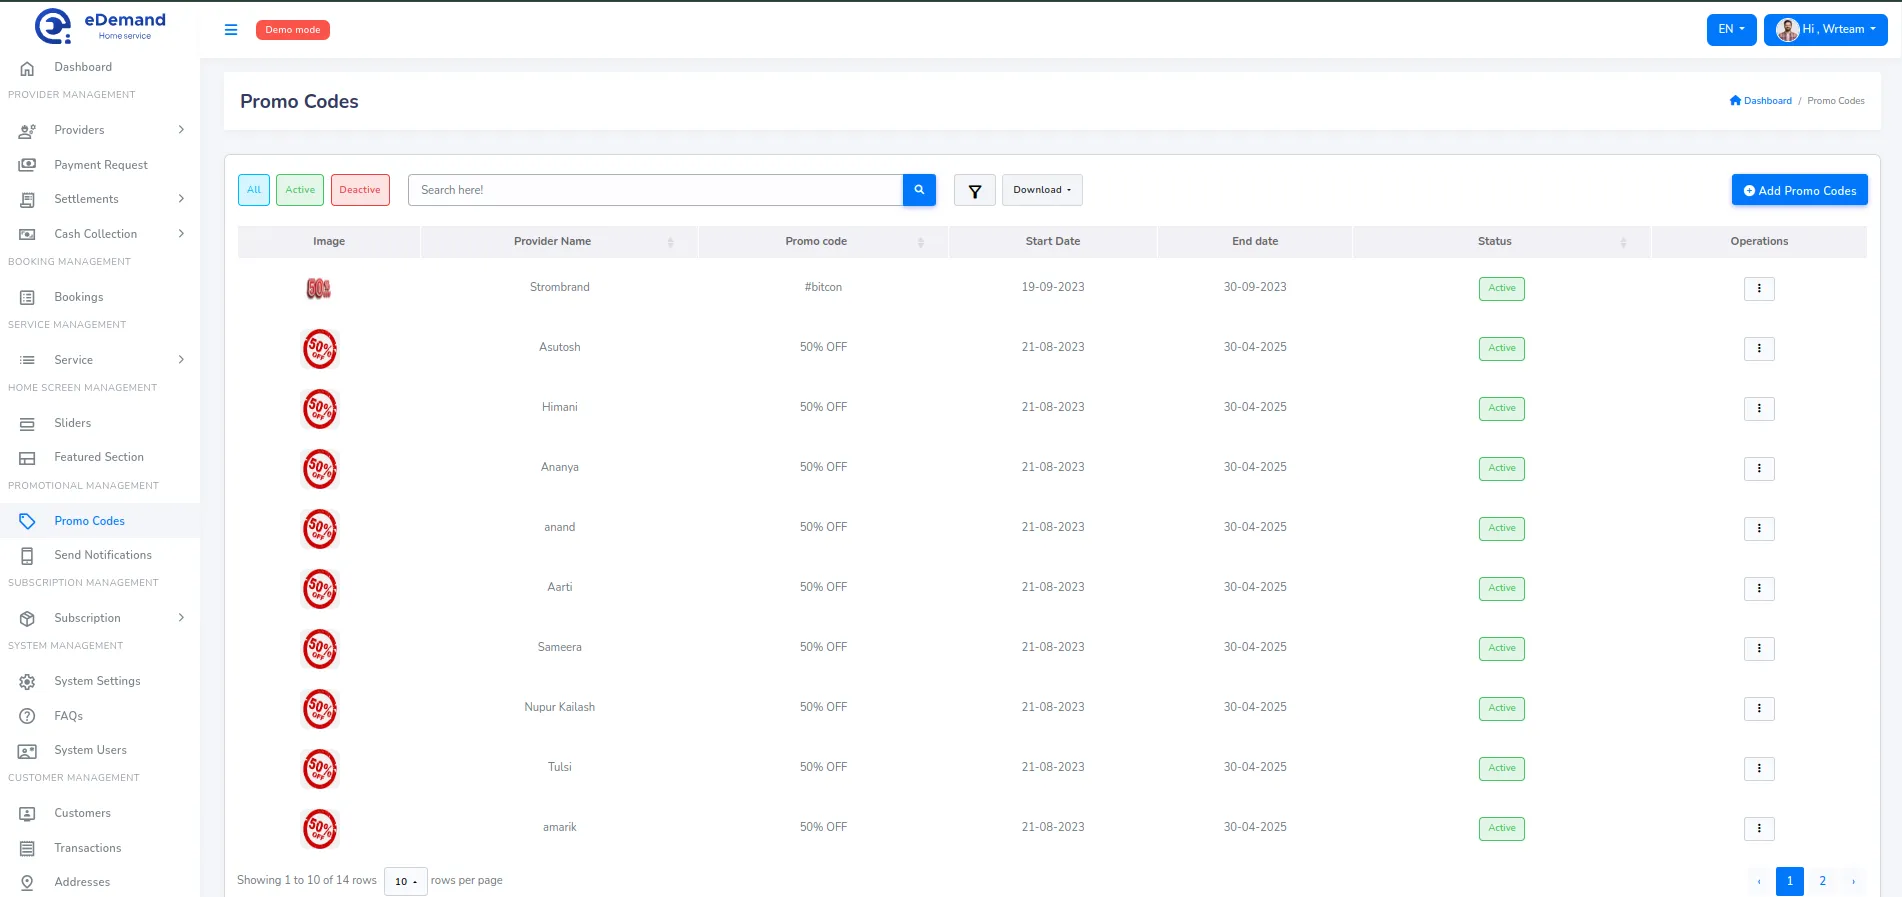 eDemand
Home service
Demo mode
EN
Hi , Wrteam
Dashboard
PROVIDER MANAGEMENT
Providers
Payment Request
Settlements
Cash Collection
BOOKING MANAGEMENT
Bookings
SERVICE MANAGEMENT
Service
HOME SCREEN MANAGEMENT
Sliders
Featured Section
PROMOTIONAL MANAGEMENT
Promo Codes
Send Notifications
SUBSCRIPTION MANAGEMENT
Subscription
SYSTEM MANAGEMENT
System Settings
FAQs
System Users
CUSTOMER MANAGEMENT
Customers
Transactions
Addresses
Promo Codes
Dashboard / Promo Codes
All Active Deactive Search here! Download Add Promo Codes
Image Provider Name Promo code Start Date End date Status Operations
50% Strombrand #bitcon 19-09-2023 30-09-2023 Active
50% OFF Asutosh 50% OFF 21-08-2023 30-04-2025 Active
50% OFF Himani 50% OFF 21-08-2023 30-04-2025 Active
50% OFF Ananya 50% OFF 21-08-2023 30-04-2025 Active
50% OFF anand 50% OFF 21-08-2023 30-04-2025 Active
50% OFF Aarti 50% OFF 21-08-2023 30-04-2025 Active
50% OFF Sameera 50% OFF 21-08-2023 30-04-2025 Active
50% OFF Nupur Kailash 50% OFF 21-08-2023 30-04-2025 Active
50% OFF Tulsi 50% OFF 21-08-2023 30-04-2025 Active
50% OFF amarik 50% OFF 21-08-2023 30-04-2025 Active
Showing 1 to 10 of 14 rows 10 rows per page ‹ 1 2 ›